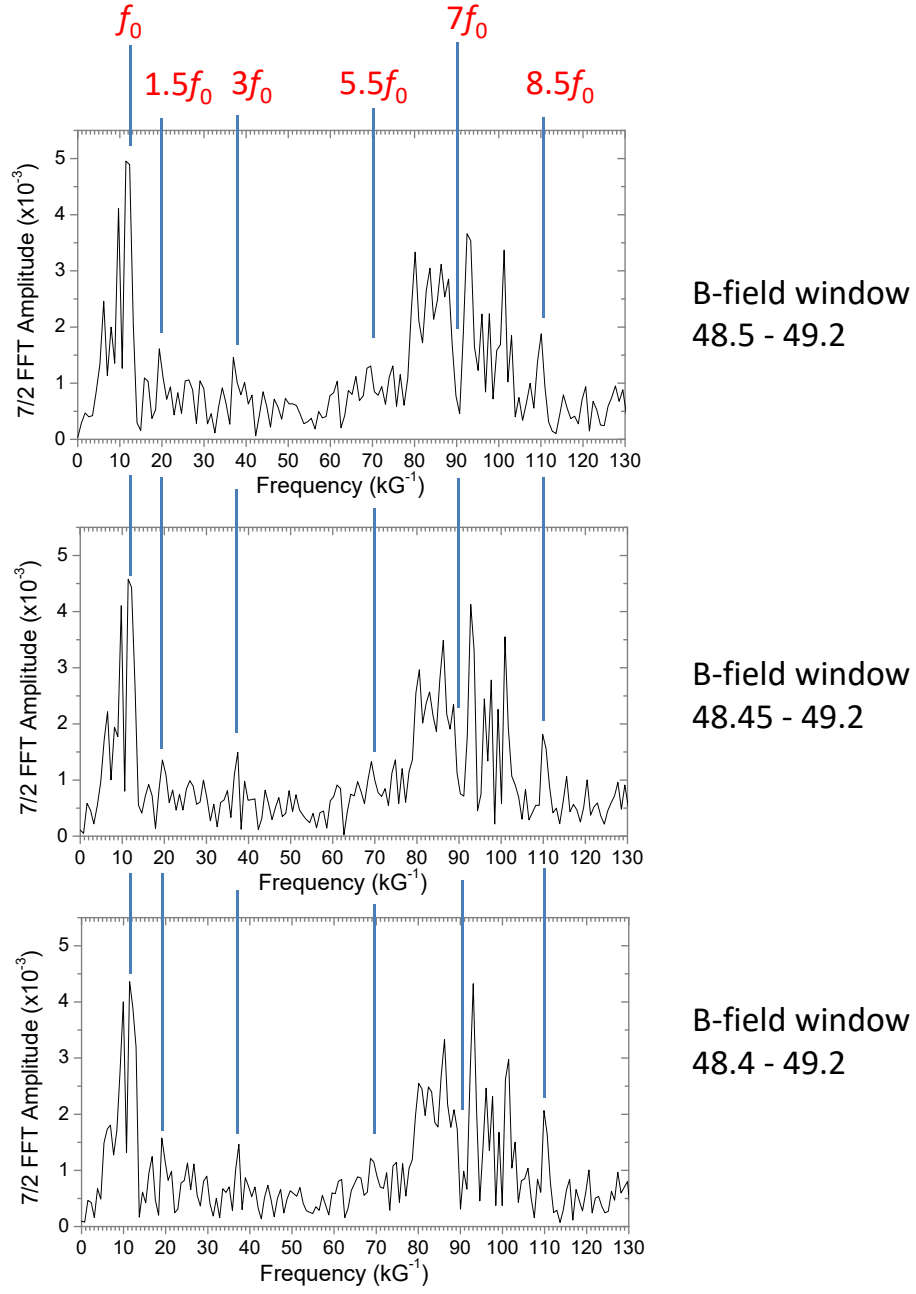 f₀
7f₀
1.5f₀ 3f₀ 5.5f₀ 8.5f₀
7/2 FFT Amplitude (x10⁻³)
5
4
3
2
1
0
0 10 20 30 40 50 60 70 80 90 100 110 120 130
Frequency (kG⁻¹)
B-field window
48.5 - 49.2
7/2 FFT Amplitude (x10⁻³)
5
4
3
2
1
0
0 10 20 30 40 50 60 70 80 90 100 110 120 130
Frequency (kG⁻¹)
B-field window
48.45 - 49.2
7/2 FFT Amplitude (x10⁻³)
5
4
3
2
1
0
0 10 20 30 40 50 60 70 80 90 100 110 120 130
Frequency (kG⁻¹)
B-field window
48.4 - 49.2